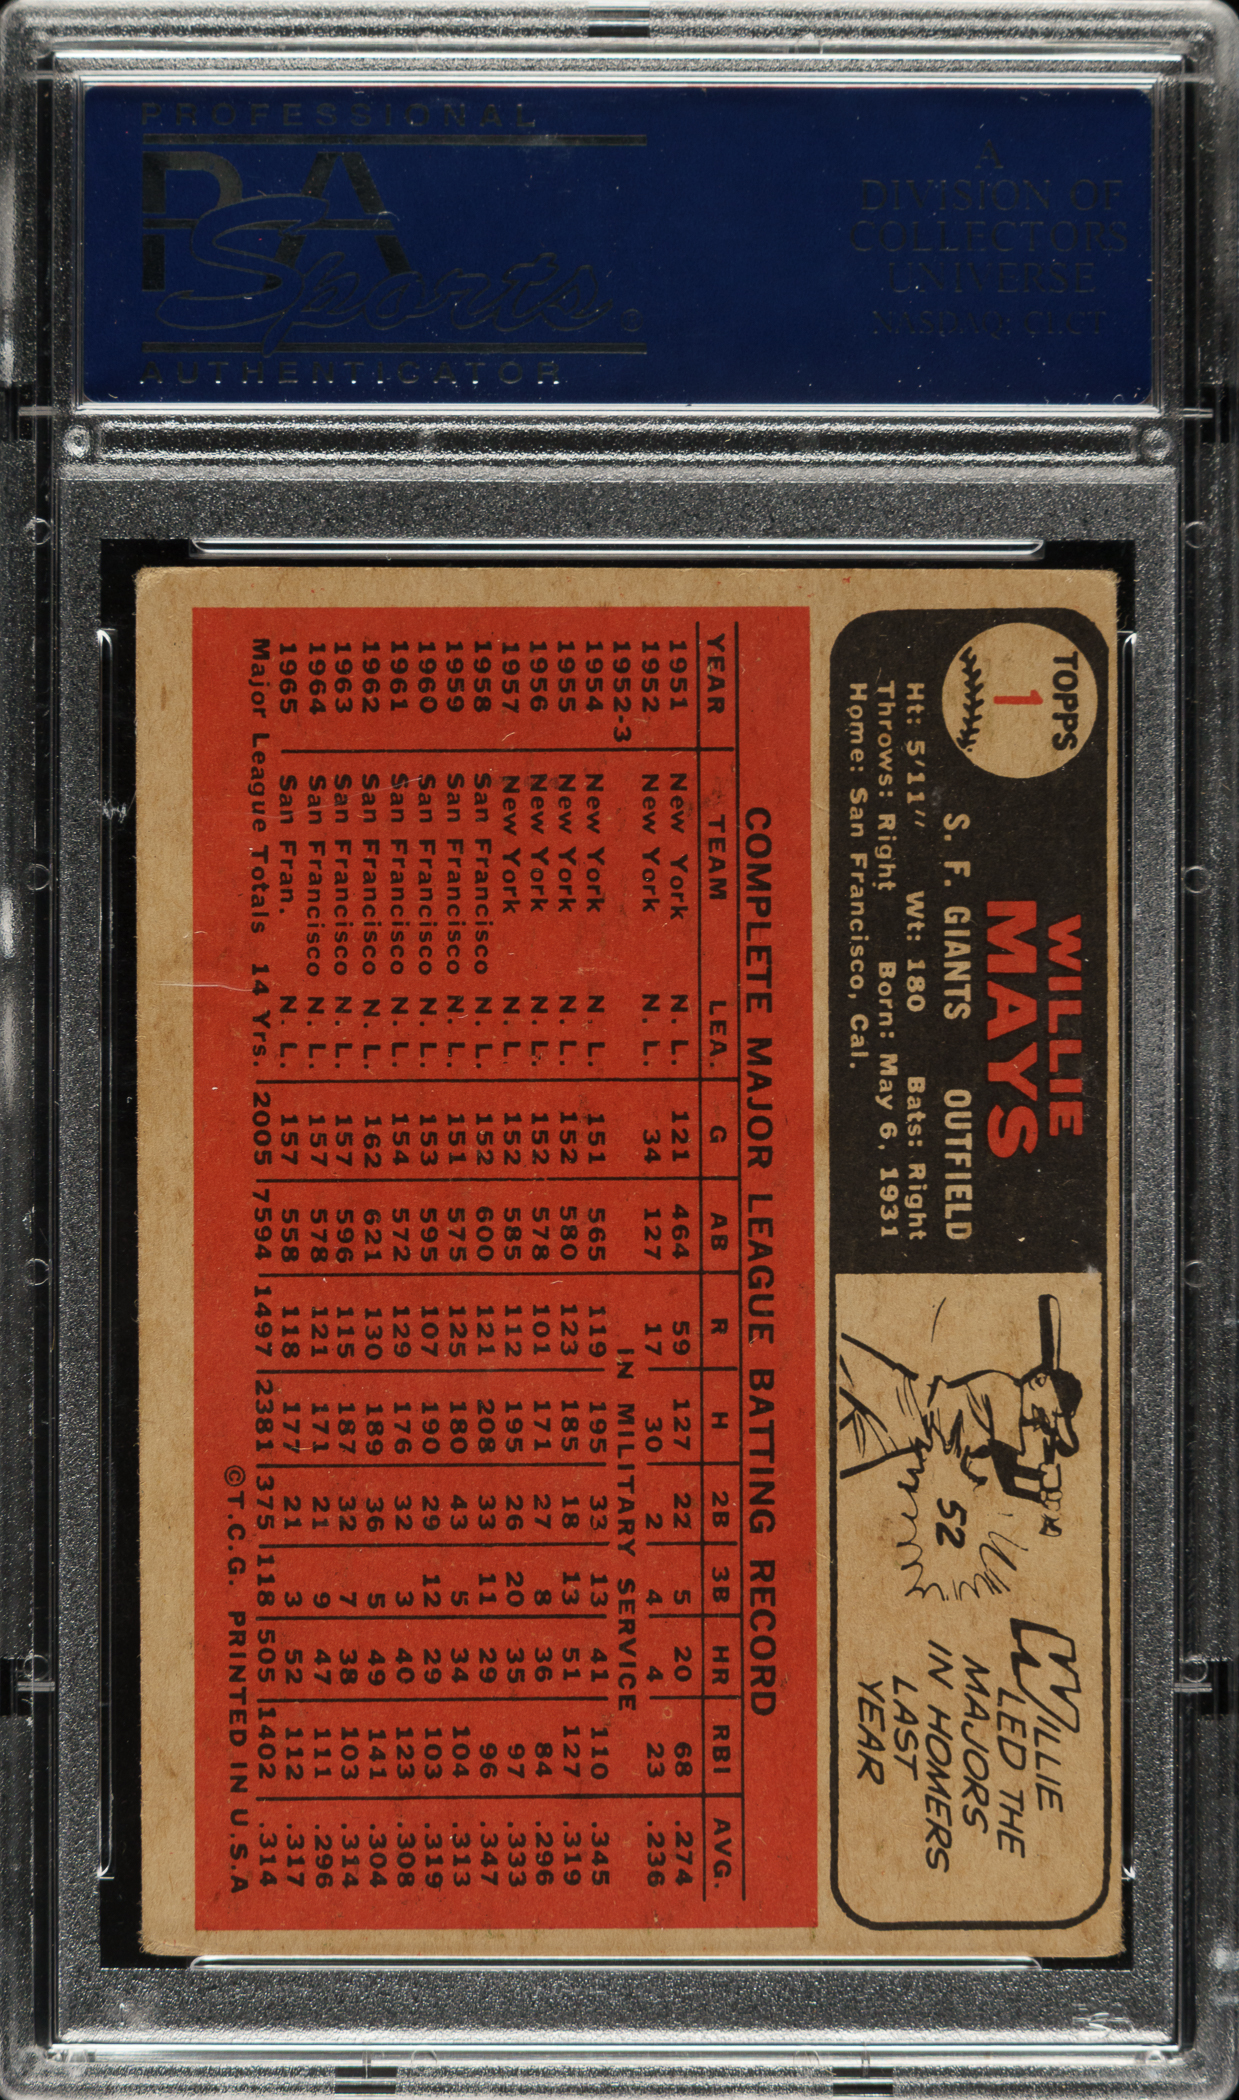 PROFESSIONAL
PSA
Sports®
AUTHENTICATOR
A
DIVISION OF
COLLECTORS
UNIVERSE
NASDAQ: CLCT
TOPPS
1
WILLIE
MAYS
S. F. GIANTS OUTFIELD
Ht: 5'11" Wt: 180 Bats: Right
Throws: Right Born: May 6, 1931
Home: San Francisco, Cal.
52
WILLIE
LED THE
MAJORS
IN HOMERS
LAST
YEAR
COMPLETE MAJOR LEAGUE BATTING RECORD
YEAR TEAM LEA. G AB R H 2B 3B HR RBI AVG.
1951 New York N. L. 121 464 59 127 22 5 20 68 .274
1952 New York N. L. 34 127 17 30 2 4 4 23 .236
1952-3 IN MILITARY SERVICE
1954 New York N. L. 151 565 119 195 33 13 41 110 .345
1955 New York N. L. 152 580 123 185 18 13 51 127 .319
1956 New York N. L. 152 578 101 171 27 8 36 84 .296
1957 New York N. L. 152 585 112 195 26 20 35 97 .333
1958 San Francisco N. L. 152 600 121 208 33 11 29 96 .347
1959 San Francisco N. L. 151 575 125 180 43 5 34 104 .313
1960 San Francisco N. L. 153 595 107 190 29 12 29 103 .319
1961 San Francisco N. L. 154 572 129 176 32 3 40 123 .308
1962 San Francisco N. L. 162 621 130 189 36 5 49 141 .304
1963 San Francisco N. L. 157 596 115 187 32 7 38 103 .314
1964 San Francisco N. L. 157 578 121 171 21 9 47 111 .296
1965 San Fran. N. L. 157 558 118 177 21 3 52 112 .317
Major League Totals 14 Yrs. 2005 7594 1497 2381 375 118 505 1402 .314
©T.C.G. PRINTED IN U.S.A